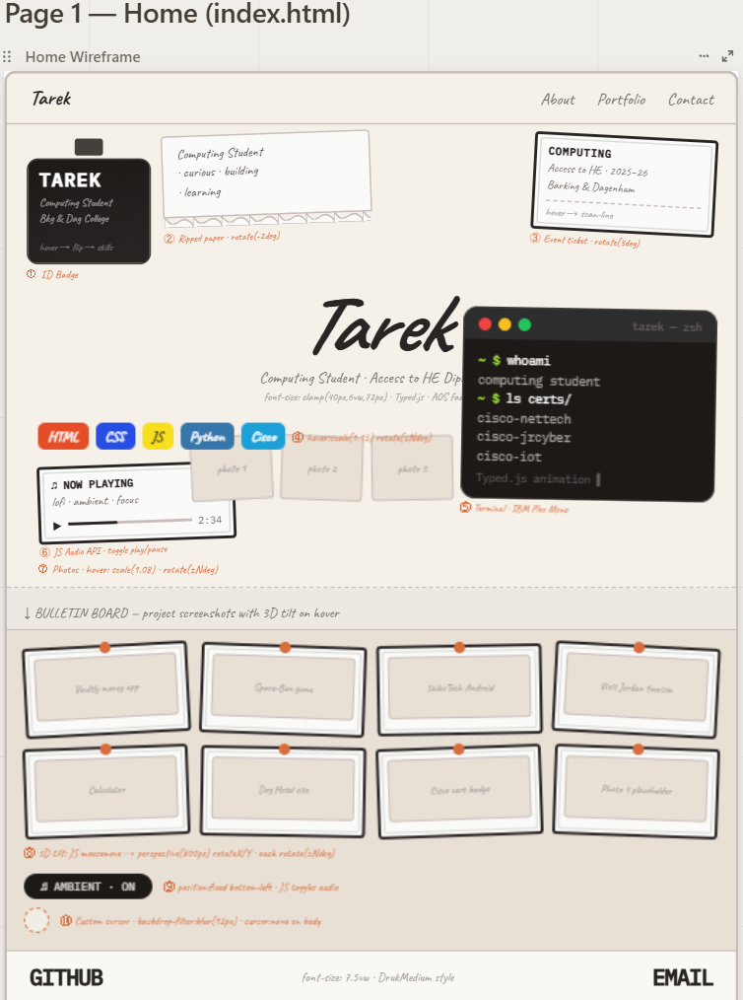 Page 1 — Home (index.html)
Home Wireframe
Tarek
About Portfolio Contact
TAREK
Computing Student
Bkg & Dag College
hover → flip → skills
① ID Badge
Computing Student
· curious · building
· learning
② Ripped paper · rotate(-2deg)
COMPUTING
Access to HE · 2025–26
Barking & Dagenham
hover → scan-line
③ Event ticket · rotate(3deg)
Tarek
Computing Student · Access to HE Dip
font-size: clamp(40px,6vw,72px) · Typed.js · AOS fa
tarek — zsh
~ $ whoami
computing student
~ $ ls certs/
cisco-nettech
cisco-jrcyber
cisco-iot
Typed.js animation
⑤ Terminal · IBM Plex Mono
HTML CSS JS Python Cisco
④ hover:scale(1.1) rotate(±Ndeg)
photo 1 photo 2 photo 3
♫ NOW PLAYING
lofi · ambient · focus
▶ 2:34
⑥ JS Audio API · toggle play/pause
⑦ Photos · hover: scale(1.08) · rotate(±Ndeg)
↓ BULLETIN BOARD — project screenshots with 3D tilt on hover
Vaultly money app
Space-Bun game
TutorTech Android
Visit Jordan tourism
Calculator
Dog Hotel site
Cisco cert badge
Photo 4 placeholder
⑧ 3D tilt: JS mousemove → perspective(800px) rotateX/Y · each rotate(±Ndeg)
♫ AMBIENT · ON
⑨ position:fixed bottom-left · JS toggles audio
⑩ Custom cursor · backdrop-filter:blur(12px) · cursor:none on body
GITHUB
font-size: 7.5vw · DrukMedium style
EMAIL